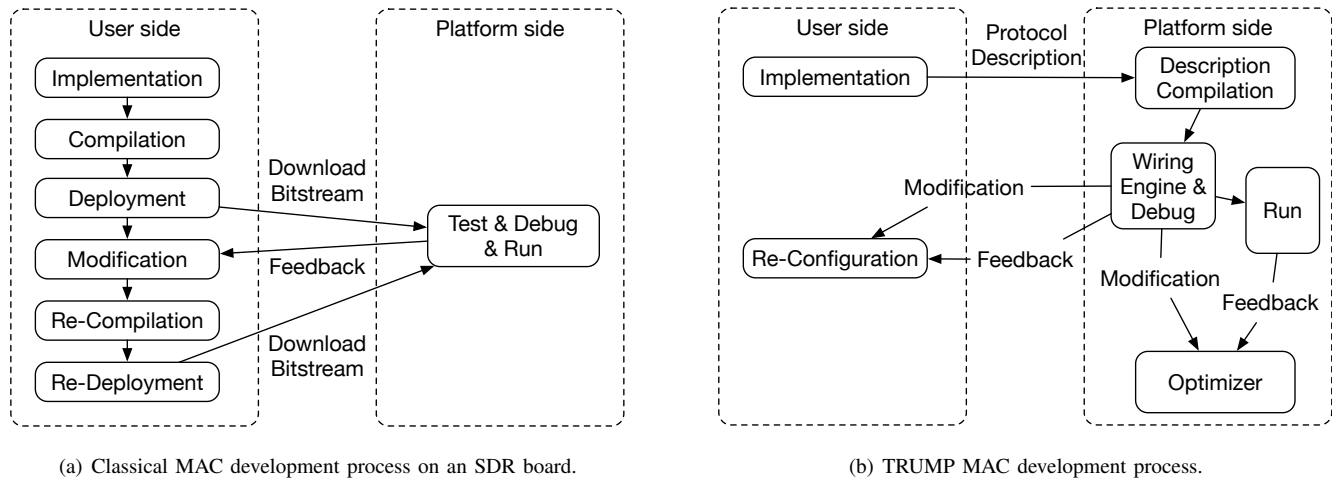 User side
Platform side
Implementation
Compilation
Deployment
Modification
Re-Compilation
Re-Deployment
Download
Bitstream
Feedback
Download
Bitstream
Test & Debug
& Run
(a) Classical MAC development process on an SDR board.
User side
Platform side
Implementation
Protocol
Description
Description
Compilation
Wiring
Engine &
Debug
Run
Modification
Re-Configuration
Feedback
Modification
Feedback
Optimizer
(b) TRUMP MAC development process.